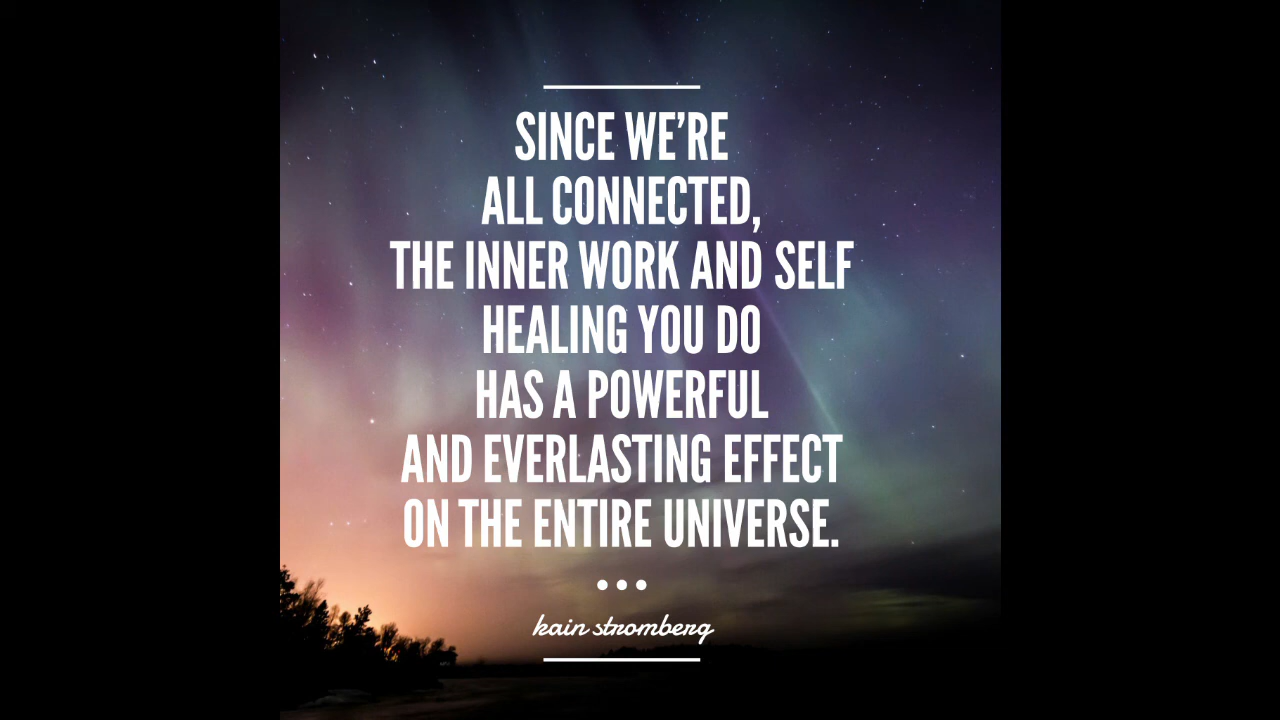 SINCE WE’RE
ALL CONNECTED,
THE INNER WORK AND SELF
HEALING YOU DO
HAS A POWERFUL
AND EVERLASTING EFFECT
ON THE ENTIRE UNIVERSE.
kain stromberg